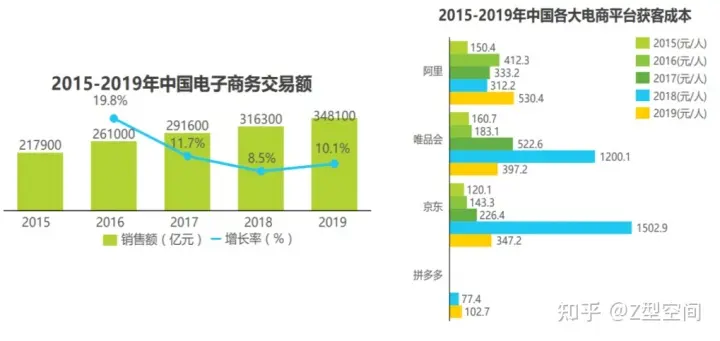 2015-2019年中国电子商务交易额
19.8%
217900
261000
291600
316300
348100
11.7%
8.5%
10.1%
2015
2016
2017
2018
2019
销售额（亿元）
增长率（%）
2015-2019年中国各大电商平台获客成本
2015(元/人)
2016(元/人)
2017(元/人)
2018(元/人)
2019(元/人)
阿里
150.4
412.3
333.2
312.2
530.4
唯品会
160.7
183.1
522.6
1200.1
397.2
京东
120.1
143.3
226.4
1502.9
347.2
拼多多
77.4
102.7
知乎 @Z型空间